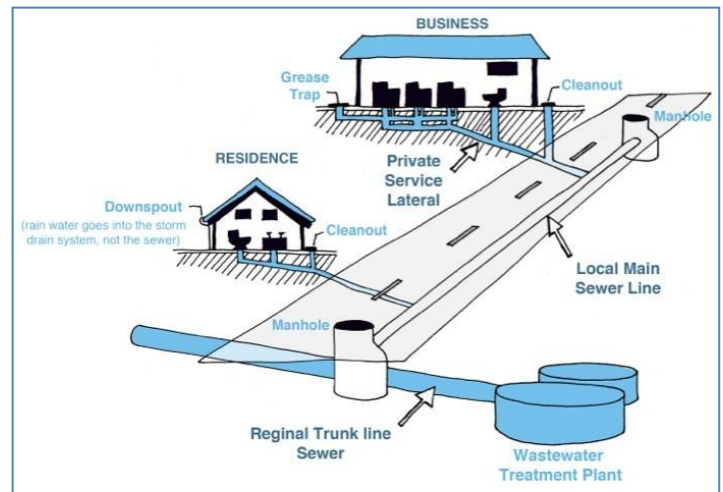 BUSINESS
Grease
Trap
Cleanout
Manhole
Private
Service
Lateral
RESIDENCE
Downspout
(rain water goes into the storm
drain system, not the sewer)
Cleanout
Local Main
Sewer Line
Manhole
Reginal Trunk line
Sewer
Wastewater
Treatment Plant